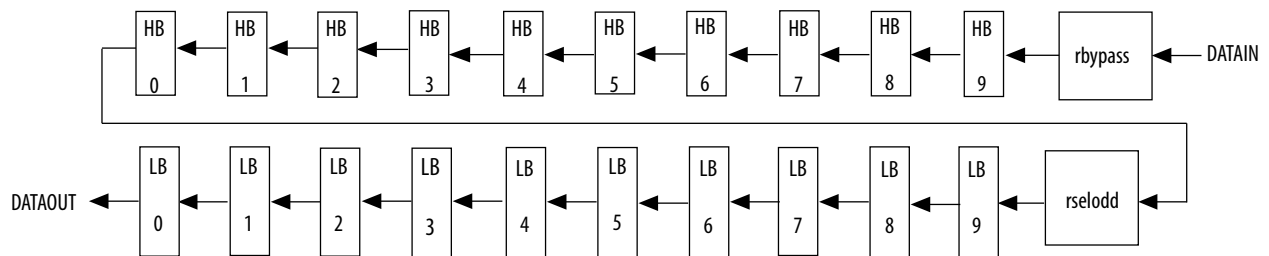 HB HB HB HB HB HB HB HB HB HB
rbypass DATAIN
0 1 2 3 4 5 6 7 8 9
LB LB LB LB LB LB LB LB LB LB
DATAOUT rselodd
0 1 2 3 4 5 6 7 8 9